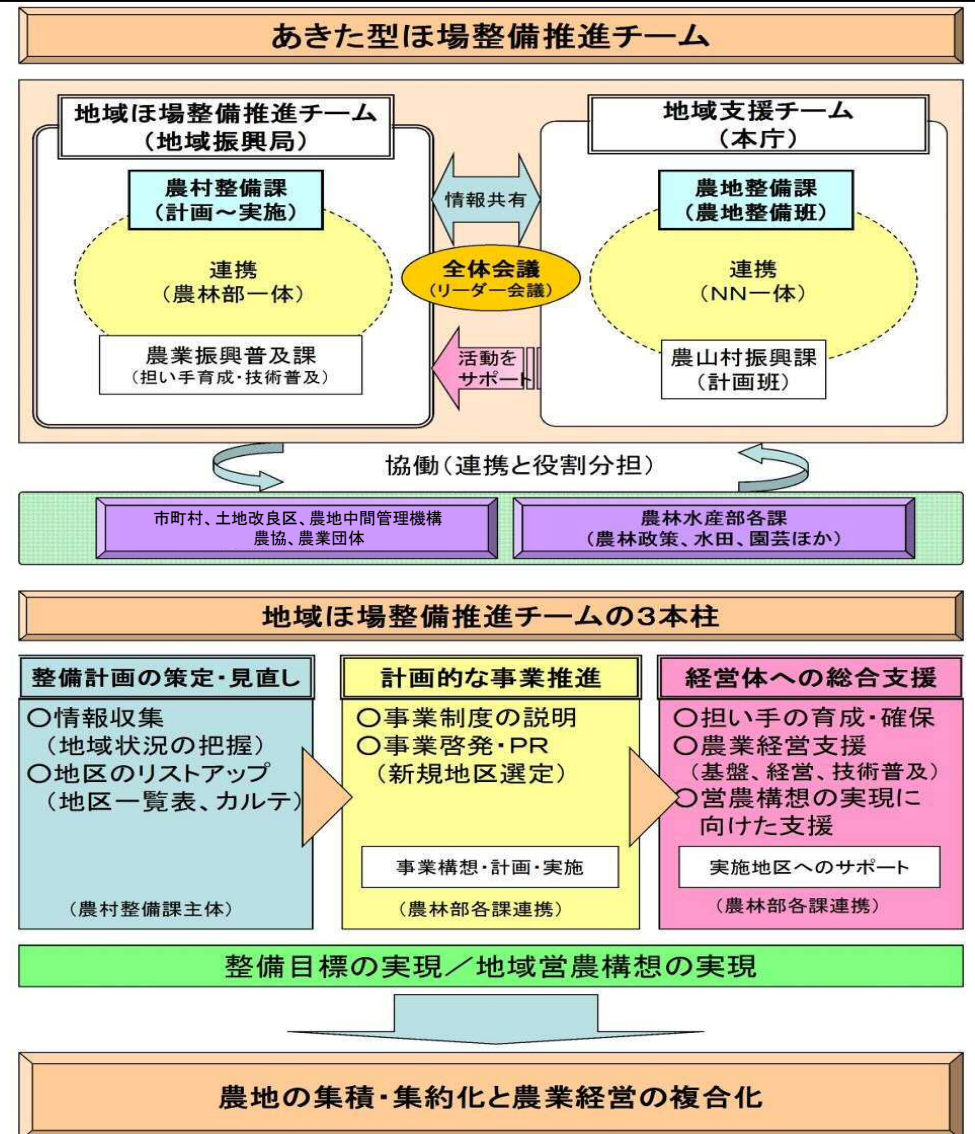 あきた型ほ場整備推進チーム
地域ほ場整備推進チーム
(地域振興局)
農村整備課
(計画～実施)
連携
(農林部一体)
農業振興普及課
(担い手育成・技術普及)
情報共有
全体会議
(リーダー会議)
活動を
サポート
地域支援チーム
(本庁)
農地整備課
(農地整備班)
連携
(NN一体)
農山村振興課
(計画班)
協働(連携と役割分担)
市町村、土地改良区、農地中間管理機構
農協、農業団体
農林水産部各課
(農林政策、水田、園芸ほか)
地域ほ場整備推進チームの3本柱
整備計画の策定・見直し
○情報収集
(地域状況の把握)
○地区のリストアップ
(地区一覧表、カルテ)
(農村整備課主体)
計画的な事業推進
○事業制度の説明
○事業啓発・PR
(新規地区選定)
事業構想・計画・実施
(農林部各課連携)
経営体への総合支援
○担い手の育成・確保
○農業経営支援
(基盤、経営、技術普及)
○営農構想の実現に
向けた支援
実施地区へのサポート
(農林部各課連携)
整備目標の実現／地域営農構想の実現
農地の集積・集約化と農業経営の複合化